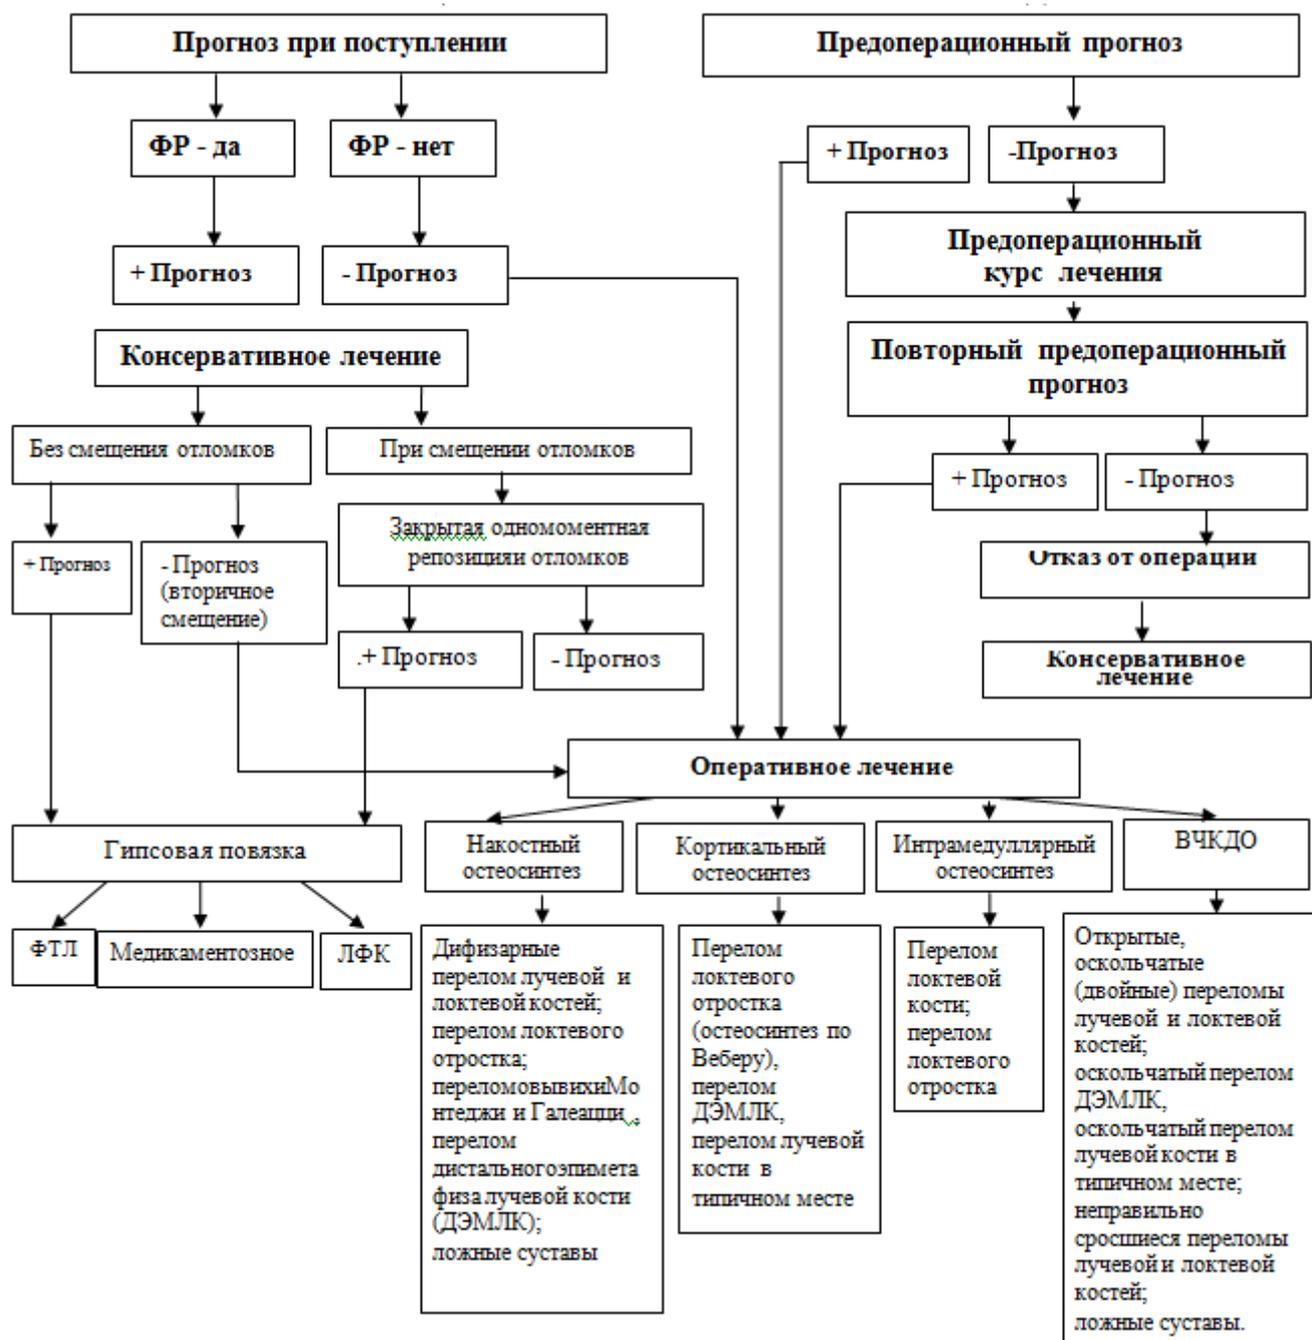 Прогноз при поступлении
Предоперационный прогноз
ФР - да
ФР - нет
+ Прогноз
-Прогноз
+ Прогноз
- Прогноз
Предоперационный
курс лечения
Консервативное лечение
Повторный предоперационный
прогноз
Без смещения отломков
При смещении отломков
+ Прогноз
- Прогноз
Закрытая одномоментная
репозицияи отломков
+ Прогноз
- Прогноз
(вторичное
смещение)
Отказ от операции
.+ Прогноз
- Прогноз
Консервативное
лечение
Оперативное лечение
Гипсовая повязка
Накостный
остеосинтез
Кортикальный
остеосинтез
Интрамедуллярный
остеосинтез
ВЧКДО
ФТЛ
Медикаментозное
ЛФК
Дифизарные
перелом лучевой и
локтевой костей;
перелом локтевого
отростка;
переломовывихиМо
нтеджи и Галеацци ,
перелом
дистальногоэпимета
физа лучевой кости
(ДЭМЛК);
ложные суставы
Перелом
локтевого
отростка
(остеосинтез по
Веберу),
перелом
ДЭМЛК,
перелом лучевой
кости в
типичном месте
Перелом
локтевой
кости;
перелом
локтевого
отростка
Открытые,
оскольчатые
(двойные) переломы
лучевой и локтевой
костей;
оскольчатый перелом
ДЭМЛК,
оскольчатый перелом
лучевой кости в
типичном месте;
неправильно
сросшиеся переломы
лучевой и локтевой
костей;
ложные суставы.